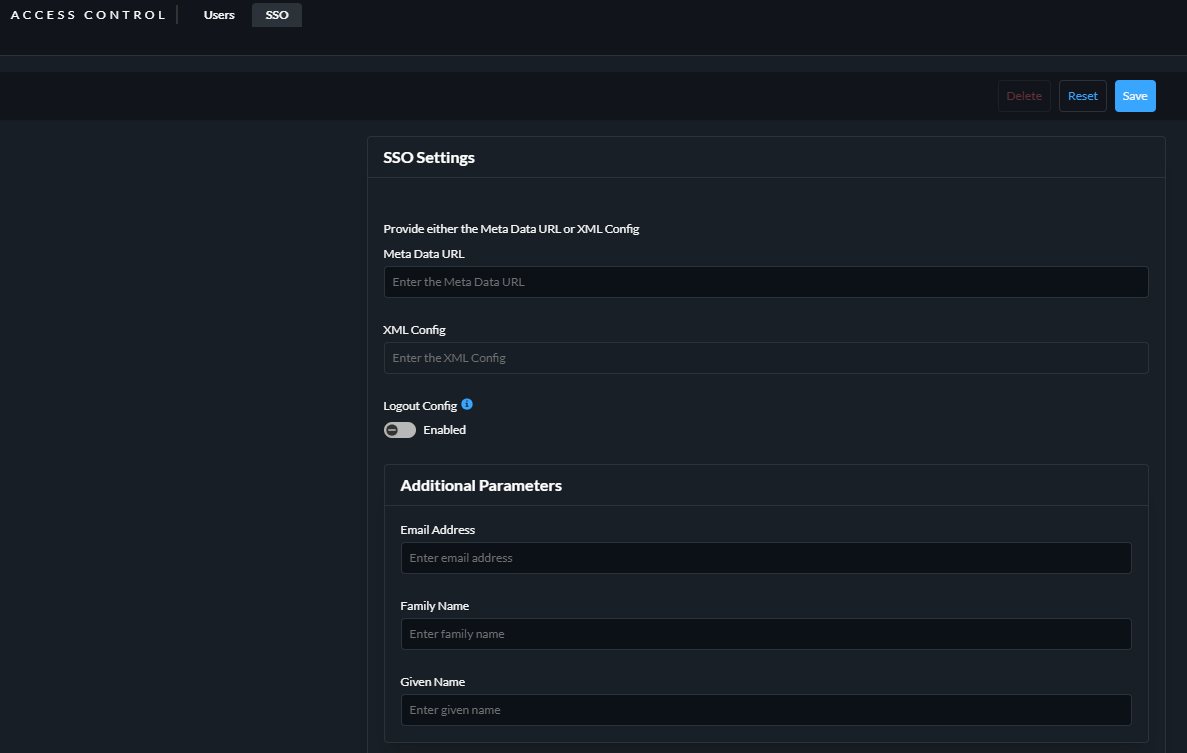 ACCESS CONTROL
Users
SSO
Delete
Reset
Save
SSO Settings
Provide either the Meta Data URL or XML Config
Meta Data URL
Enter the Meta Data URL
XML Config
Enter the XML Config
Logout Config
Enabled
Additional Parameters
Email Address
Enter email address
Family Name
Enter family name
Given Name
Enter given name